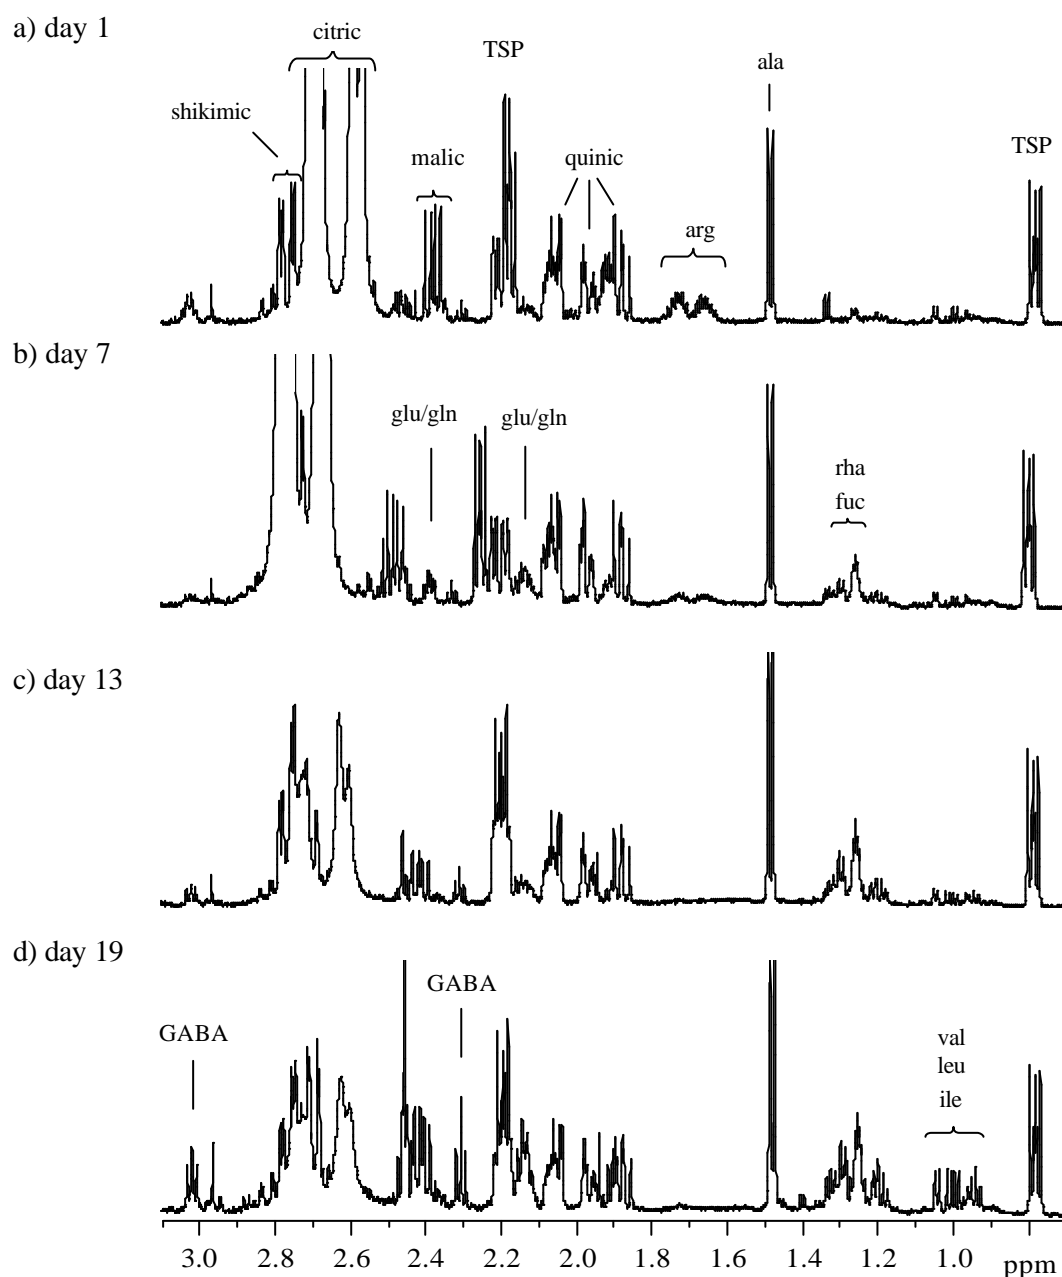 a) day 1
citric
TSP
ala
shikimic
malic
quinic
TSP
arg
b) day 7
glu/gln
glu/gln
rha
fuc
c) day 13
d) day 19
GABA
GABA
val
leu
ile
3.0 2.8 2.6 2.4 2.2 2.0 1.8 1.6 1.4 1.2 1.0 ppm